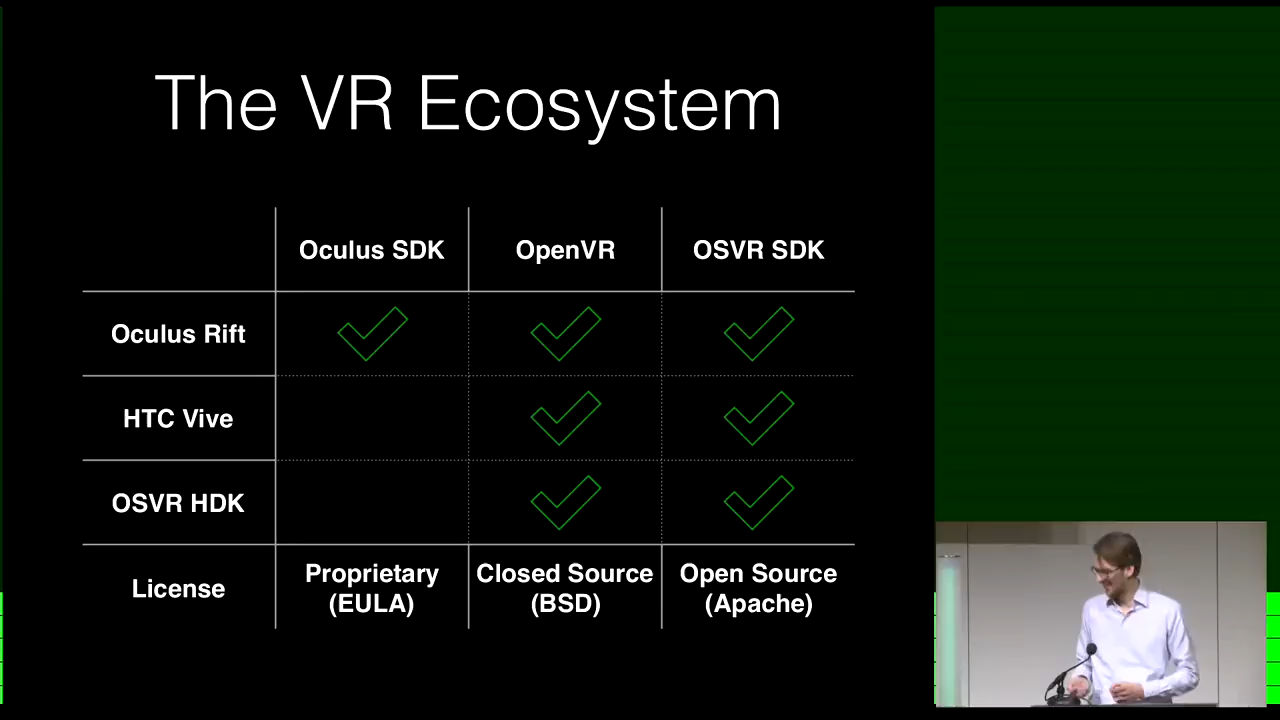 The VR Ecosystem
Oculus SDK OpenVR OSVR SDK
Oculus Rift
HTC Vive
OSVR HDK
License Proprietary (EULA) Closed Source (BSD) Open Source (Apache)